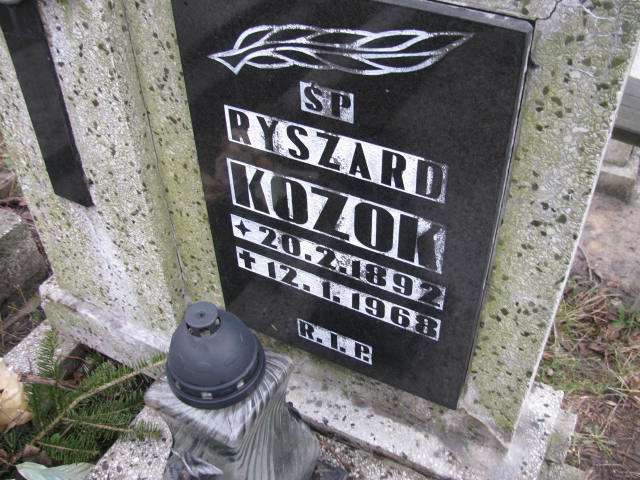 ŚP
RYSZARD
KOZOK
20.2.1892
12.1.1968
R.I.P.